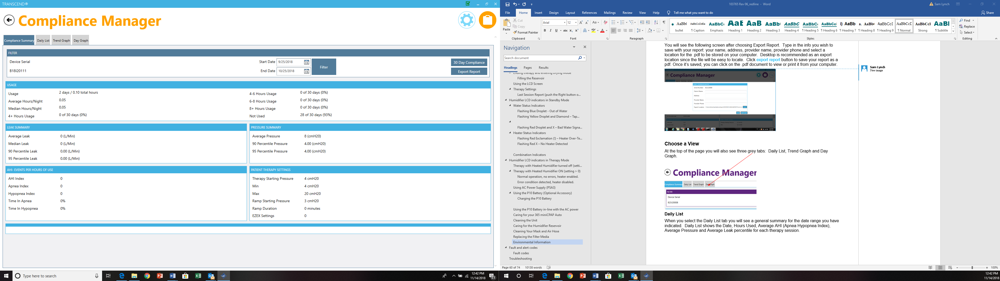 TRANSCEND®
Compliance Manager
Compliance Summary Daily List Trend Graph Day Graph
FILTER
Device Serial
B18I20111
Start Date 9/25/2018
End Date 10/25/2018
Filter
30 Day Compliance
Export Report
USAGE
Usage 2 days / 0.10 total hours
Average Hours/Night 0.05
Median Hours/Night 0.05
4+ Hours Usage 0 of 30 days (0%)
4-6 Hours Usage 0 of 30 days (0%)
6-8 Hours Usage 0 of 30 days (0%)
8+ Hours Usage 0 of 30 days (0%)
Not Used 28 of 30 days (93%)
LEAK SUMMARY
Average Leak 0 (L/Min)
Median Leak 0 (L/Min)
90 Percentile Leak 0.00 (L/Min)
95 Percentile Leak 0.00 (L/Min)
PRESSURE SUMMARY
Average Pressure 8 (cmH20)
90 Percentile Pressure 4.00 (cmH20)
95 Percentile Pressure 4.00 (cmH20)
AHI- EVENTS PER HOURS OF USE
AHI Index 0
Apnea Index 0
Hypopnea Index 0
Time In Apnea 0%
Time In Hypopnea 0%
PATIENT THERAPY SETTINGS
Therapy Starting Pressure 4 cmH20
Min 4 cmH20
Max 20 cmH20
Ramp Starting Pressure 3 cmH20
Ramp Duration 0 minutes
EZEX Settings 0
Type here to search
12:42 PM
11/14/2018
23
103765 Rev 06_redline - Word
Sam Lynch
File Home Insert Design Layout References Mailings Review View Help Tell me what you want to do Share
Paste
Cut
Copy
Format Painter
Clipboard
Arial 12
Font
Paragraph
bullet ¶ Caption Emphasis Heading 1 Heading 2 Heading 3 Heading 4 ¶ Heading 5 ¶ Heading 6 ¶ Heading 7 ¶ Heading 8 ¶ Heading 9 ¶ Normal Strong ¶ Subtitle
Styles
Find
Replace
Select
Editing
Navigation
Search document
Headings Pages Results
Ending therapy and entering Drying Mode
Filling the Reservoir
Using the LCD Screen
Therapy Settings
Last Session Report (push the Right button o...
Humidifier LCD indicators in Standby Mode
Water Status Indicators
Flashing Blue Droplet - Out of Water
Flashing Yellow Droplet and Diamond – Tap...
Flashing Red Droplet and X – Bad Water Signa...
Heater Status Indicators
Flashing Red Exclamation (!) – Heater Over-Te...
Flashing Red X – No Heater Detected
Combination Indicators
Humidifier LCD indicators in Therapy Mode
Therapy with Heated Humidifier turned off (setti...
Therapy with Heated Humidifier ON (setting > 0)
Normal operation, no errors, heater enabled.
Error condition detected, heater disabled.
Using AC Power Supply (PSA3)
Using the P10 Battery (Optional Accessory)
Charging the P10 Battery
Using the P10 Battery in-line with the AC power
Caring for your 365 miniCPAP Auto
Cleaning the Unit
Caring for the Humidifier Reservoir
Cleaning Your Mask and Air Hose
Replacing the Filter Media
Environmental Information
Fault and alert codes
Fault codes
Troubleshooting
You will see the following screen after choosing Export Report. Type in the info you wish to
save with your report: your name, address, provider name, provider phone and select a
location for the .pdf to be stored on your computer. Desktop is recommended as an export
location since the file will be easy to locate. Click export report button to save your report as a
pdf. Once it's saved, you can click on the .pdf document to view or print it from your computer.
Compliance Manager
Serial Number
Patient Name
Address
Provider Name
Provider Phone
Export Location
Sam Lynch
New image
Choose a View
At the top of the page you will also see three grey tabs: Daily List, Trend Graph and Day
Graph.
Compliance Manager
Compliance Summary Daily List Trend Graph Day Graph
FILTER
Device Serial
B23J20008
Daily List
When you select the Daily List tab you will see a general summary for the date range you have
indicated. Daily List shows the Date, Hours Used, Average AHI (Apnea Hypopnea Index),
Average Pressure and Average Leak percentile for each therapy session.
Page 60 of 74 10138 words
100%
12:42 PM
11/14/2018